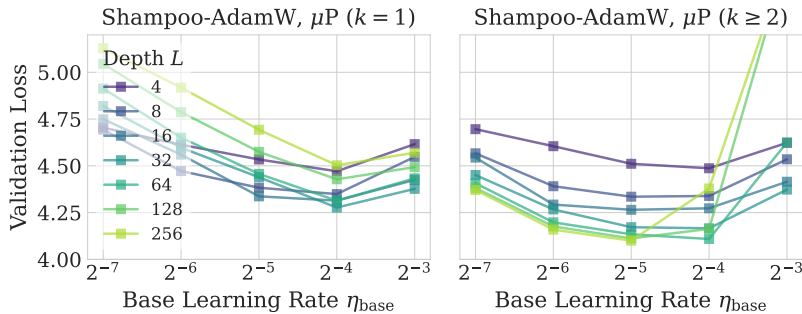 Shampoo-AdamW, μP (k = 1)
Shampoo-AdamW, μP (k ≥ 2)
Validation Loss
5.00
4.75
4.50
4.25
4.00
Depth L
4
8
16
32
64
128
256
2⁻⁷ 2⁻⁶ 2⁻⁵ 2⁻⁴ 2⁻³
2⁻⁷ 2⁻⁶ 2⁻⁵ 2⁻⁴ 2⁻³
Base Learning Rate η_base
Base Learning Rate η_base